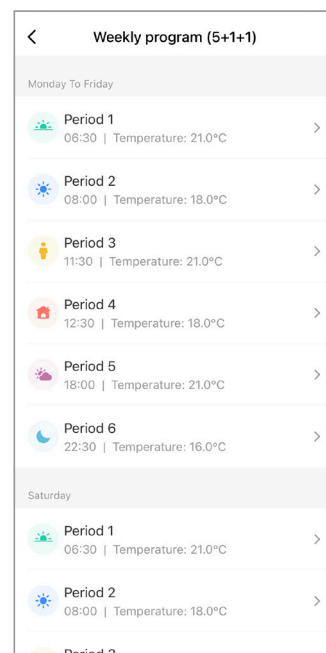 Weekly program (5+1+1)
Monday To Friday
Period 1
06:30 | Temperature: 21.0°C
Period 2
08:00 | Temperature: 18.0°C
Period 3
11:30 | Temperature: 21.0°C
Period 4
12:30 | Temperature: 18.0°C
Period 5
18:00 | Temperature: 21.0°C
Period 6
22:30 | Temperature: 16.0°C
Saturday
Period 1
06:30 | Temperature: 21.0°C
Period 2
08:00 | Temperature: 18.0°C
Period 3